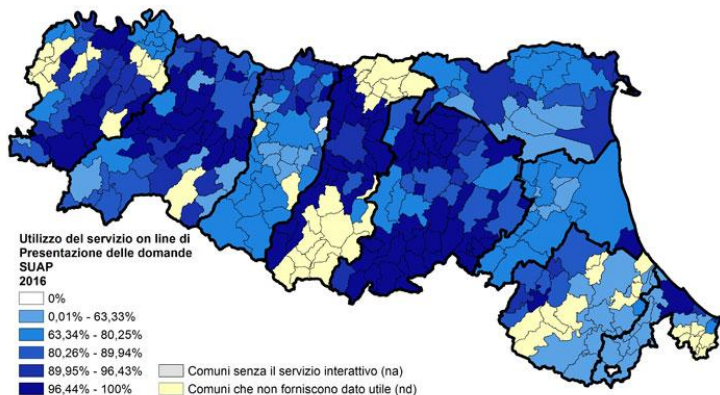 Utilizzo del servizio on line di
Presentazione delle domande
SUAP
2016
0%
0,01% - 63,33%
63,34% - 80,25%
80,26% - 89,94%
89,95% - 96,43%
96,44% - 100%
Comuni senza il servizio interattivo (na)
Comuni che non forniscono dato utile (nd)